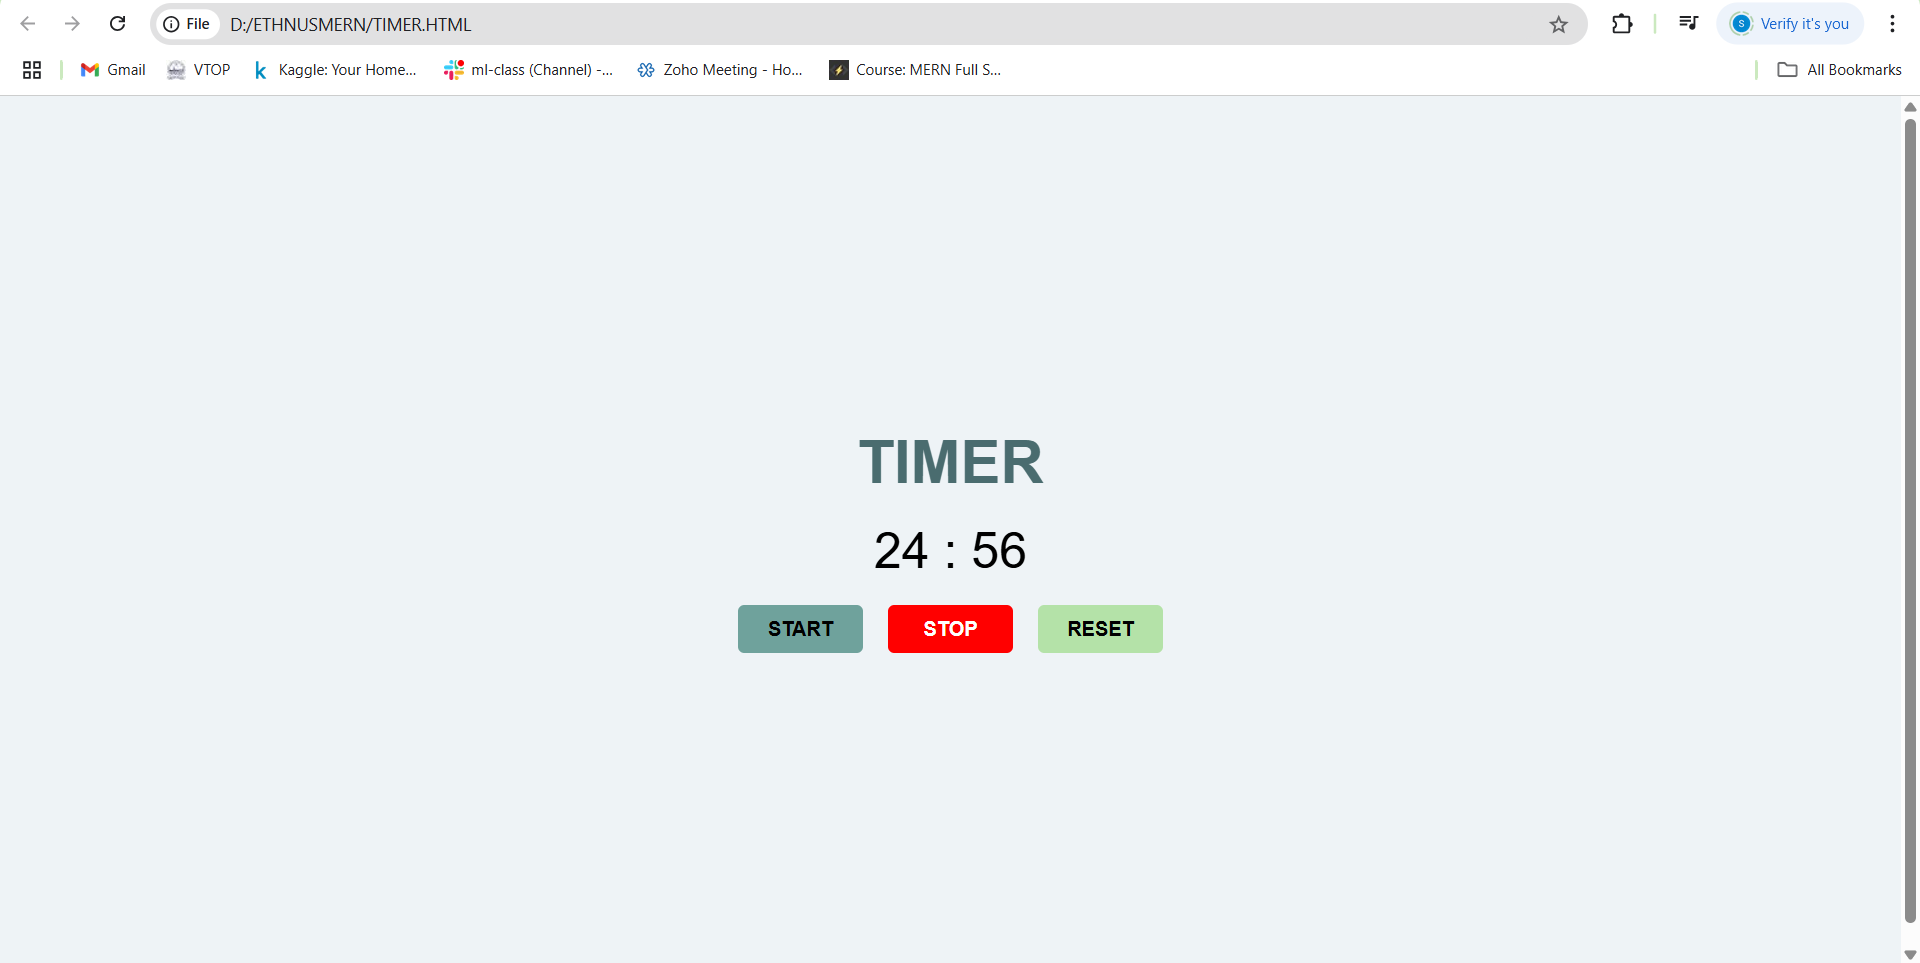 File D:/ETHNUSMERN/TIMER.HTML S Verify it's you
Gmail VTOP k Kaggle: Your Home... ml-class (Channel) -... Zoho Meeting - Ho... Course: MERN Full S... All Bookmarks
TIMER
24 : 56
START STOP RESET